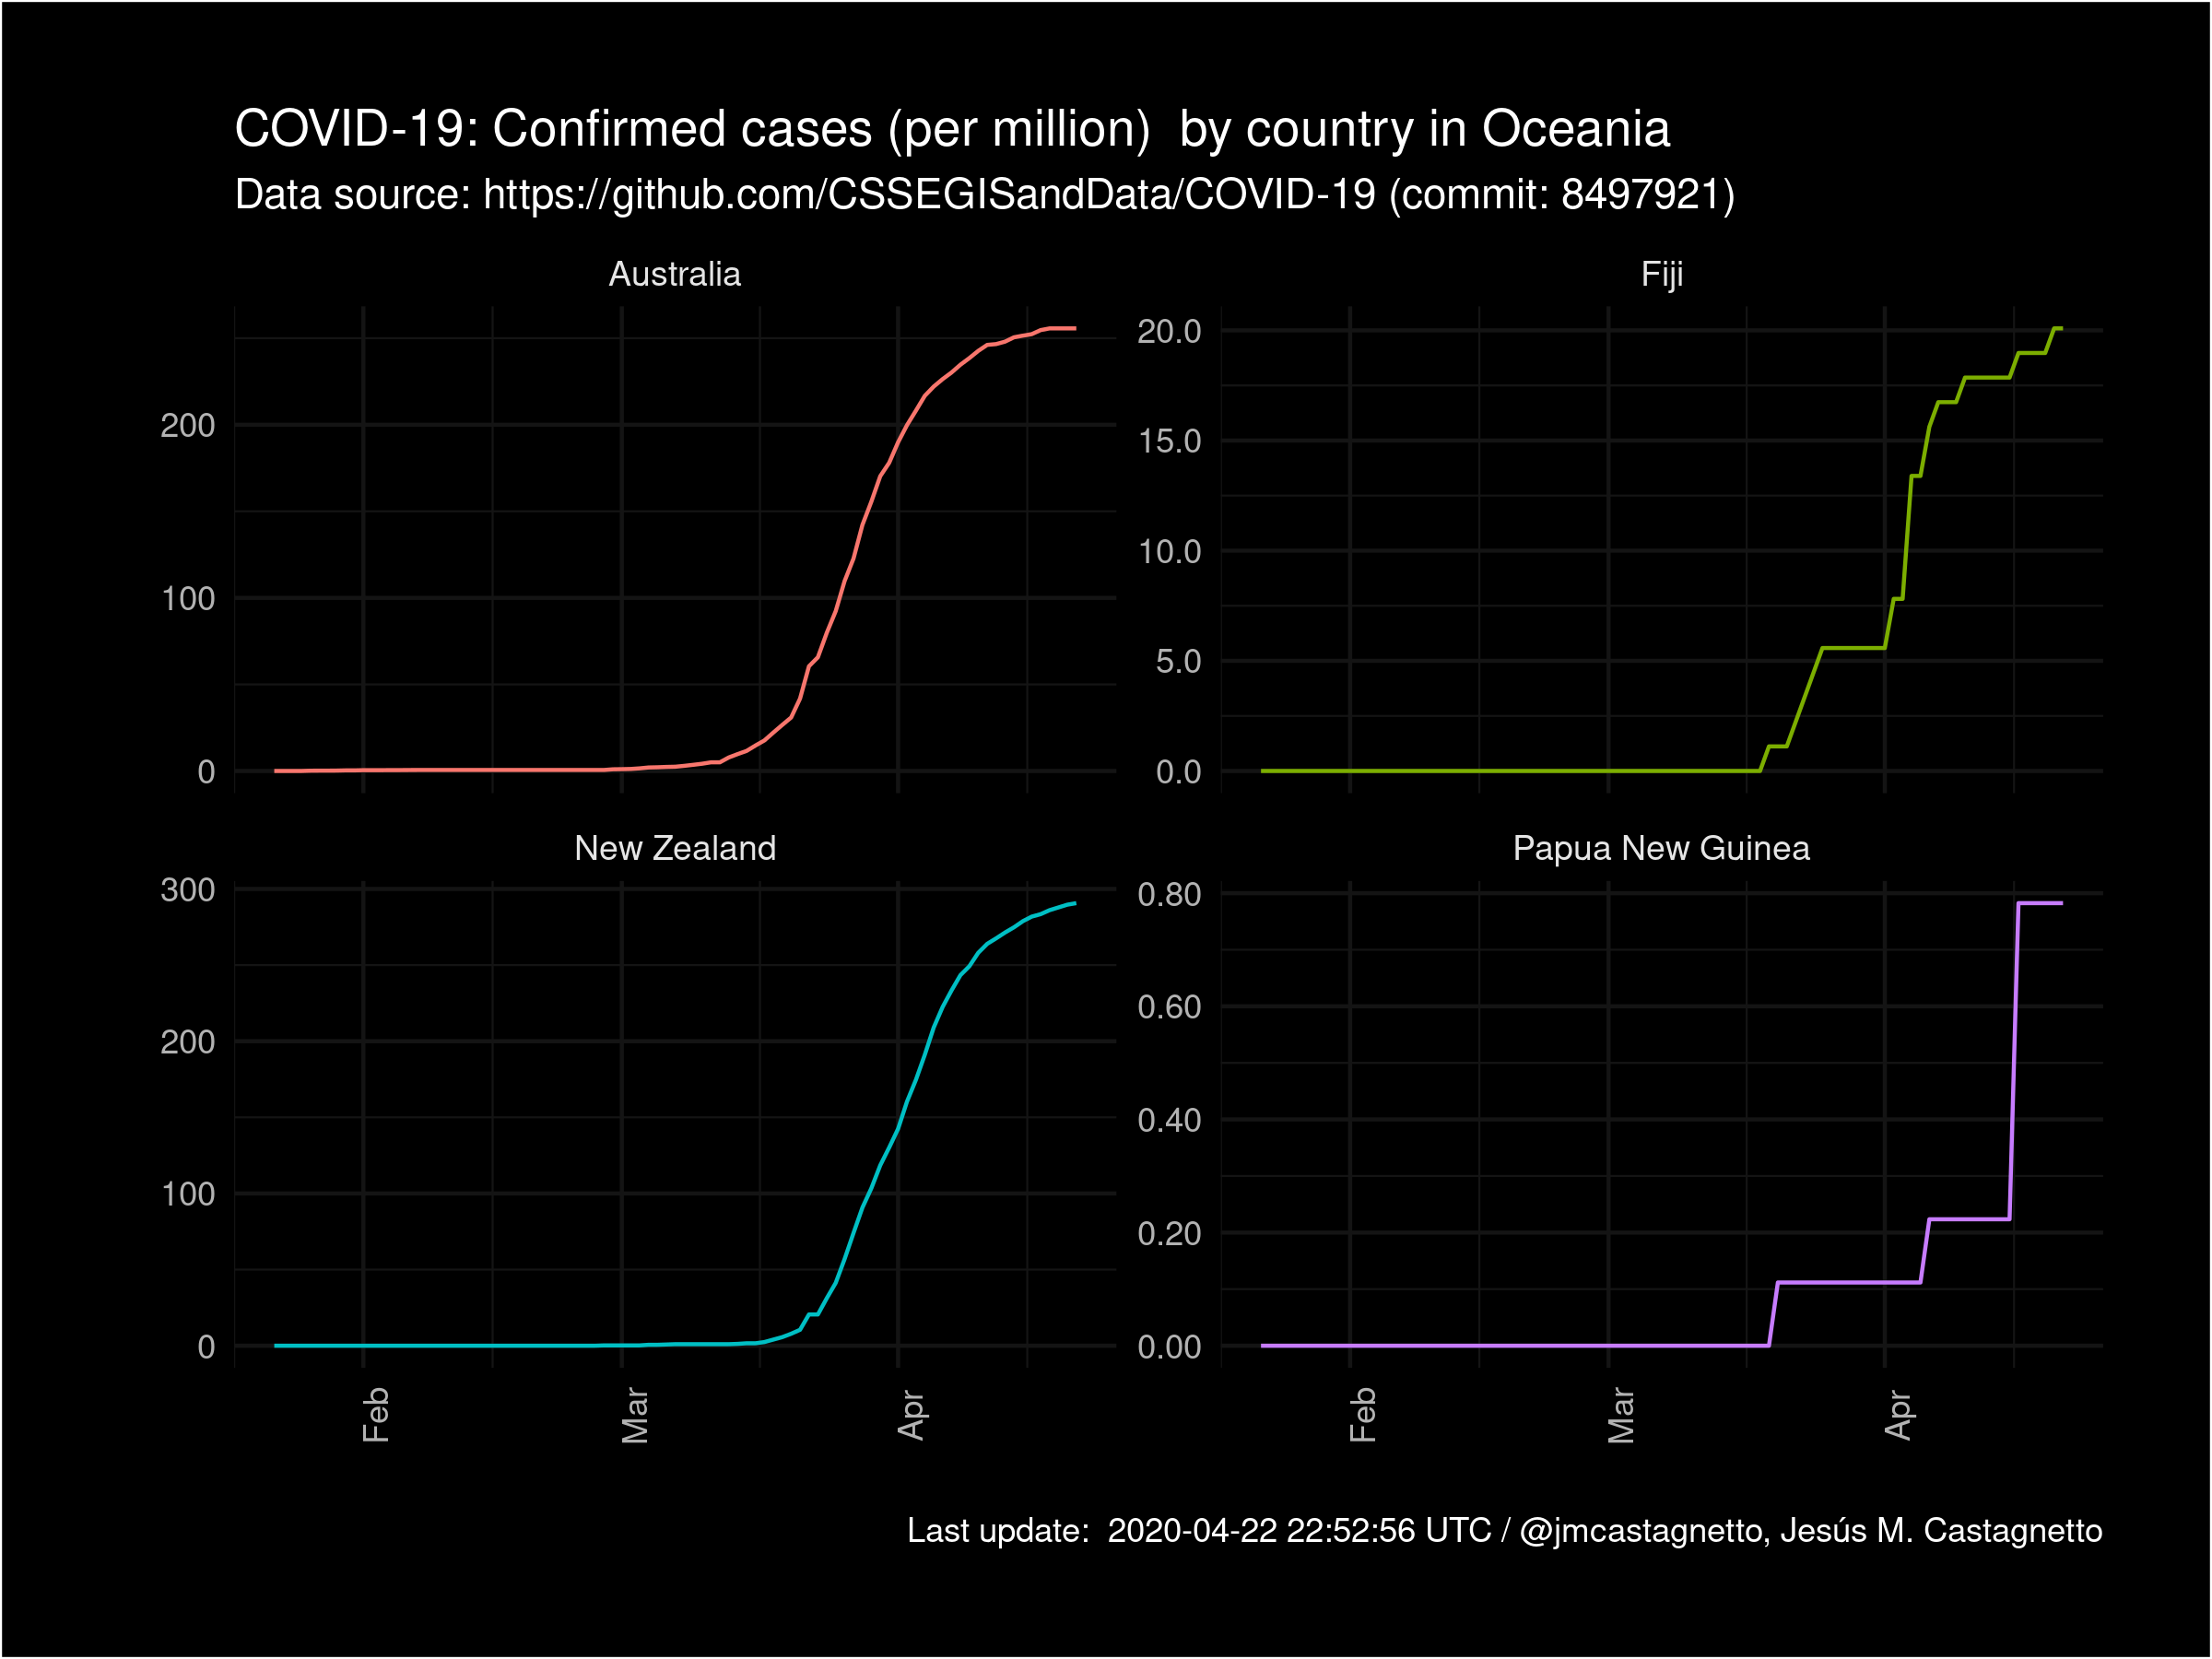 COVID-19: Confirmed cases (per million)  by country in Oceania
Data source: https://github.com/CSSEGISandData/COVID-19 (commit: 8497921)
Australia
200
100
0
Fiji
20.0
15.0
10.0
5.0
0.0
New Zealand
300
200
100
0
Feb
Mar
Apr
Papua New Guinea
0.80
0.60
0.40
0.20
0.00
Feb
Mar
Apr
Last update:  2020-04-22 22:52:56 UTC / @jmcastagnetto, Jesús M. Castagnetto